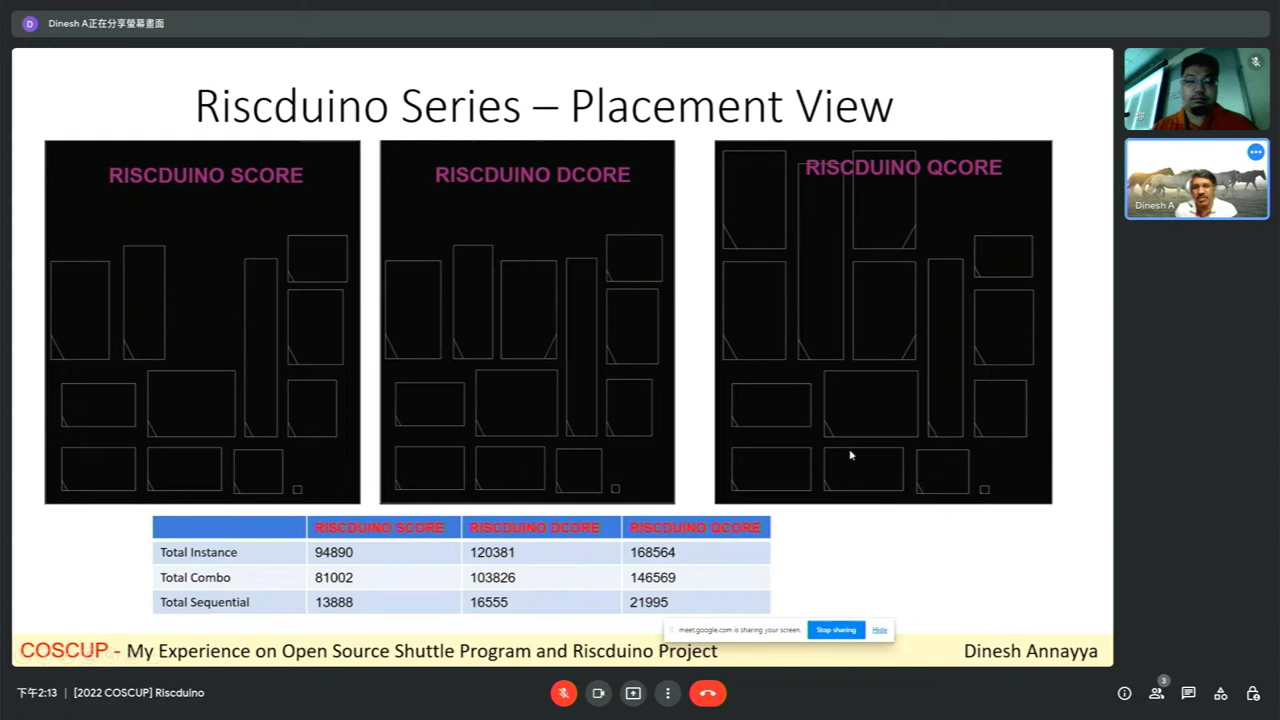 D Dinesh A正在分享螢幕畫面
Riscduino Series – Placement View
RISCDUINO SCORE
RISCDUINO DCORE
RISCDUINO QCORE
Dinesh A
RISCDUINO SCORE RISCDUINO DCORE RISCDUINO QCORE
Total Instance 94890 120381 168564
Total Combo 81002 103826 146569
Total Sequential 13888 16555 21995
meet.google.com is sharing your screen. Stop sharing Hide
COSCUP - My Experience on Open Source Shuttle Program and Riscduino Project Dinesh Annayya
下午2:13 | [2022 COSCUP] Riscduino
3